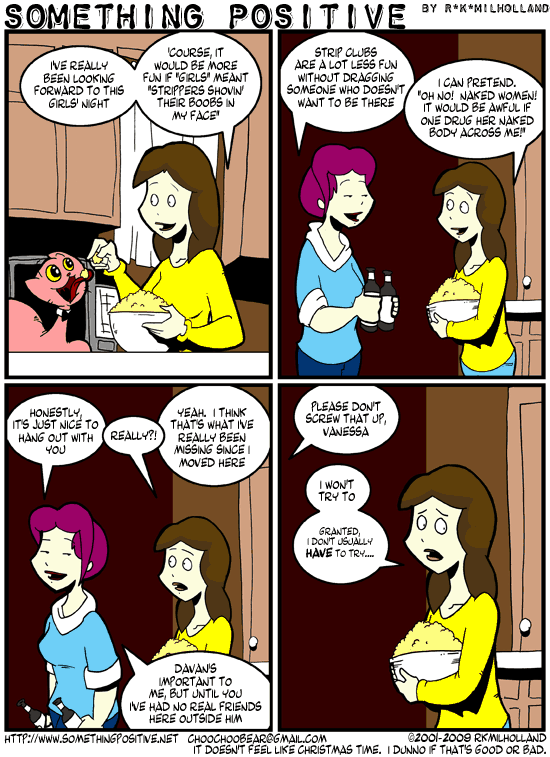 SOMETHING POSITIVE
BY R*K*MILHOLLAND
I'VE REALLY
BEEN LOOKING
FORWARD TO THIS
GIRLS' NIGHT
'COURSE, IT
WOULD BE MORE
FUN IF "GIRLS" MEANT
"STRIPPERS SHOVIN'
THEIR BOOBS IN
MY FACE"
STRIP CLUBS
ARE A LOT LESS FUN
WITHOUT DRAGGING
SOMEONE WHO DOESN'T
WANT TO BE THERE
I CAN PRETEND.
"OH NO! NAKED WOMEN!
IT WOULD BE AWFUL IF
ONE DRUG HER NAKED
BODY ACROSS ME!"
HONESTLY,
IT'S JUST NICE TO
HANG OUT WITH
YOU
REALLY?!
YEAH. I THINK
THAT'S WHAT I'VE
REALLY BEEN
MISSING SINCE I
MOVED HERE
DAVAN'S
IMPORTANT TO
ME, BUT UNTIL YOU
I'VE HAD NO REAL FRIENDS
HERE OUTSIDE HIM
PLEASE DON'T
SCREW THAT UP,
VANESSA
I WON'T
TRY TO
GRANTED,
I DON'T USUALLY
HAVE TO TRY....
HTTP://WWW.SOMETHINGPOSITIVE.NET CHOOCHOOBEAR@GMAIL.COM ©2001-2009 RKMILHOLLAND
IT DOESN'T FEEL LIKE CHRISTMAS TIME. I DUNNO IF THAT'S GOOD OR BAD.